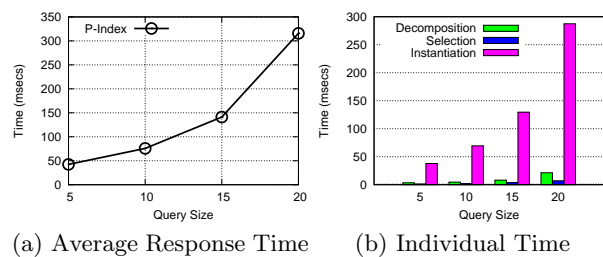 350
300
250
200
150
100
50
0
Time (msecs)
P-Index
5
10
15
20
Query Size
(a) Average Response Time
300
250
200
150
100
50
0
Time (msecs)
Decomposition
Selection
Instantiation
5
10
15
20
Query Size
(b) Individual Time